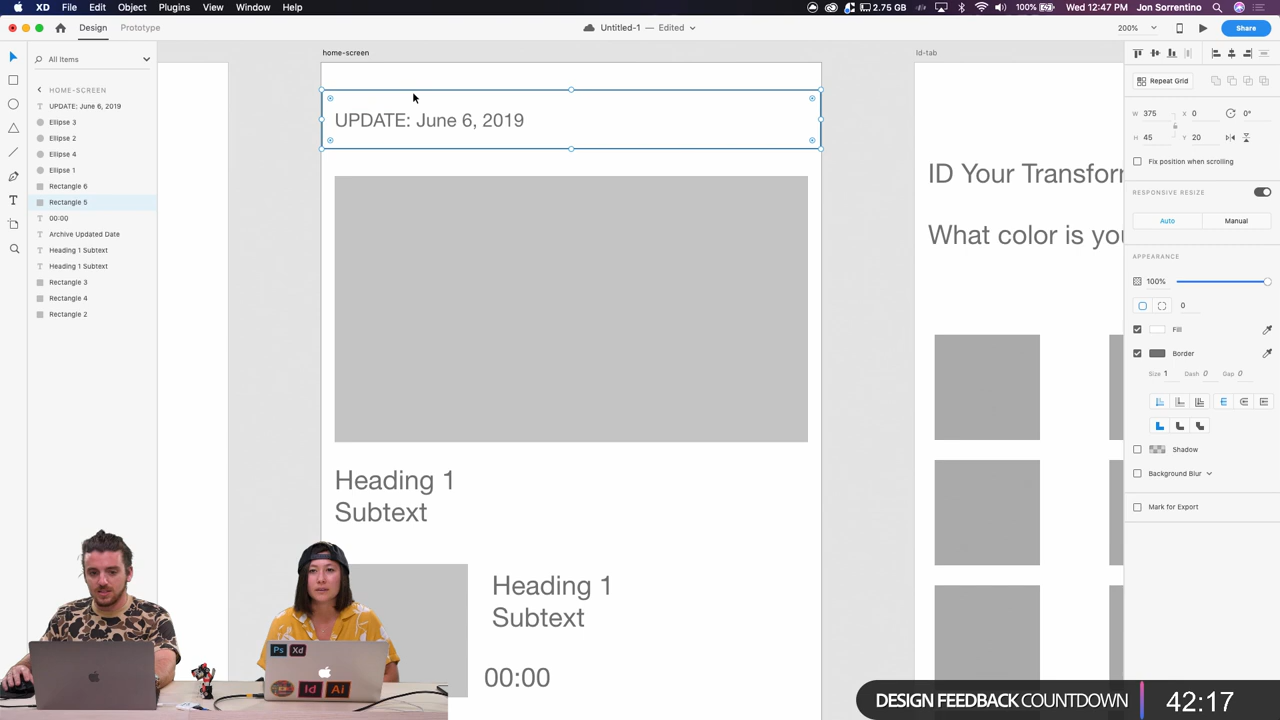 XD File Edit Object Plugins View Window Help
2.75 GB 100% Wed 12:47 PM Jon Sorrentino
Design Prototype
Untitled-1 — Edited
200%
Share
All Items
HOME-SCREEN
UPDATE: June 6, 2019
Ellipse 3
Ellipse 2
Ellipse 4
Ellipse 1
Rectangle 6
Rectangle 5
00:00
Archive Updated Date
Heading 1 Subtext
Heading 1 Subtext
Rectangle 3
Rectangle 4
Rectangle 2
home-screen
UPDATE: June 6, 2019
Heading 1
Subtext
Heading 1
Subtext
00:00
Id-tab
ID Your Transfor
What color is yo
Repeat Grid
W 375 X 0 0°
H 45 Y 20
Fix position when scrolling
RESPONSIVE RESIZE
Auto Manual
APPEARANCE
100%
0
Fill
Border
Size 1 Dash 0 Gap 0
Shadow
Background Blur
Mark for Export
Ps Xd
Id Ai
DESIGN FEEDBACK COUNTDOWN 42:17